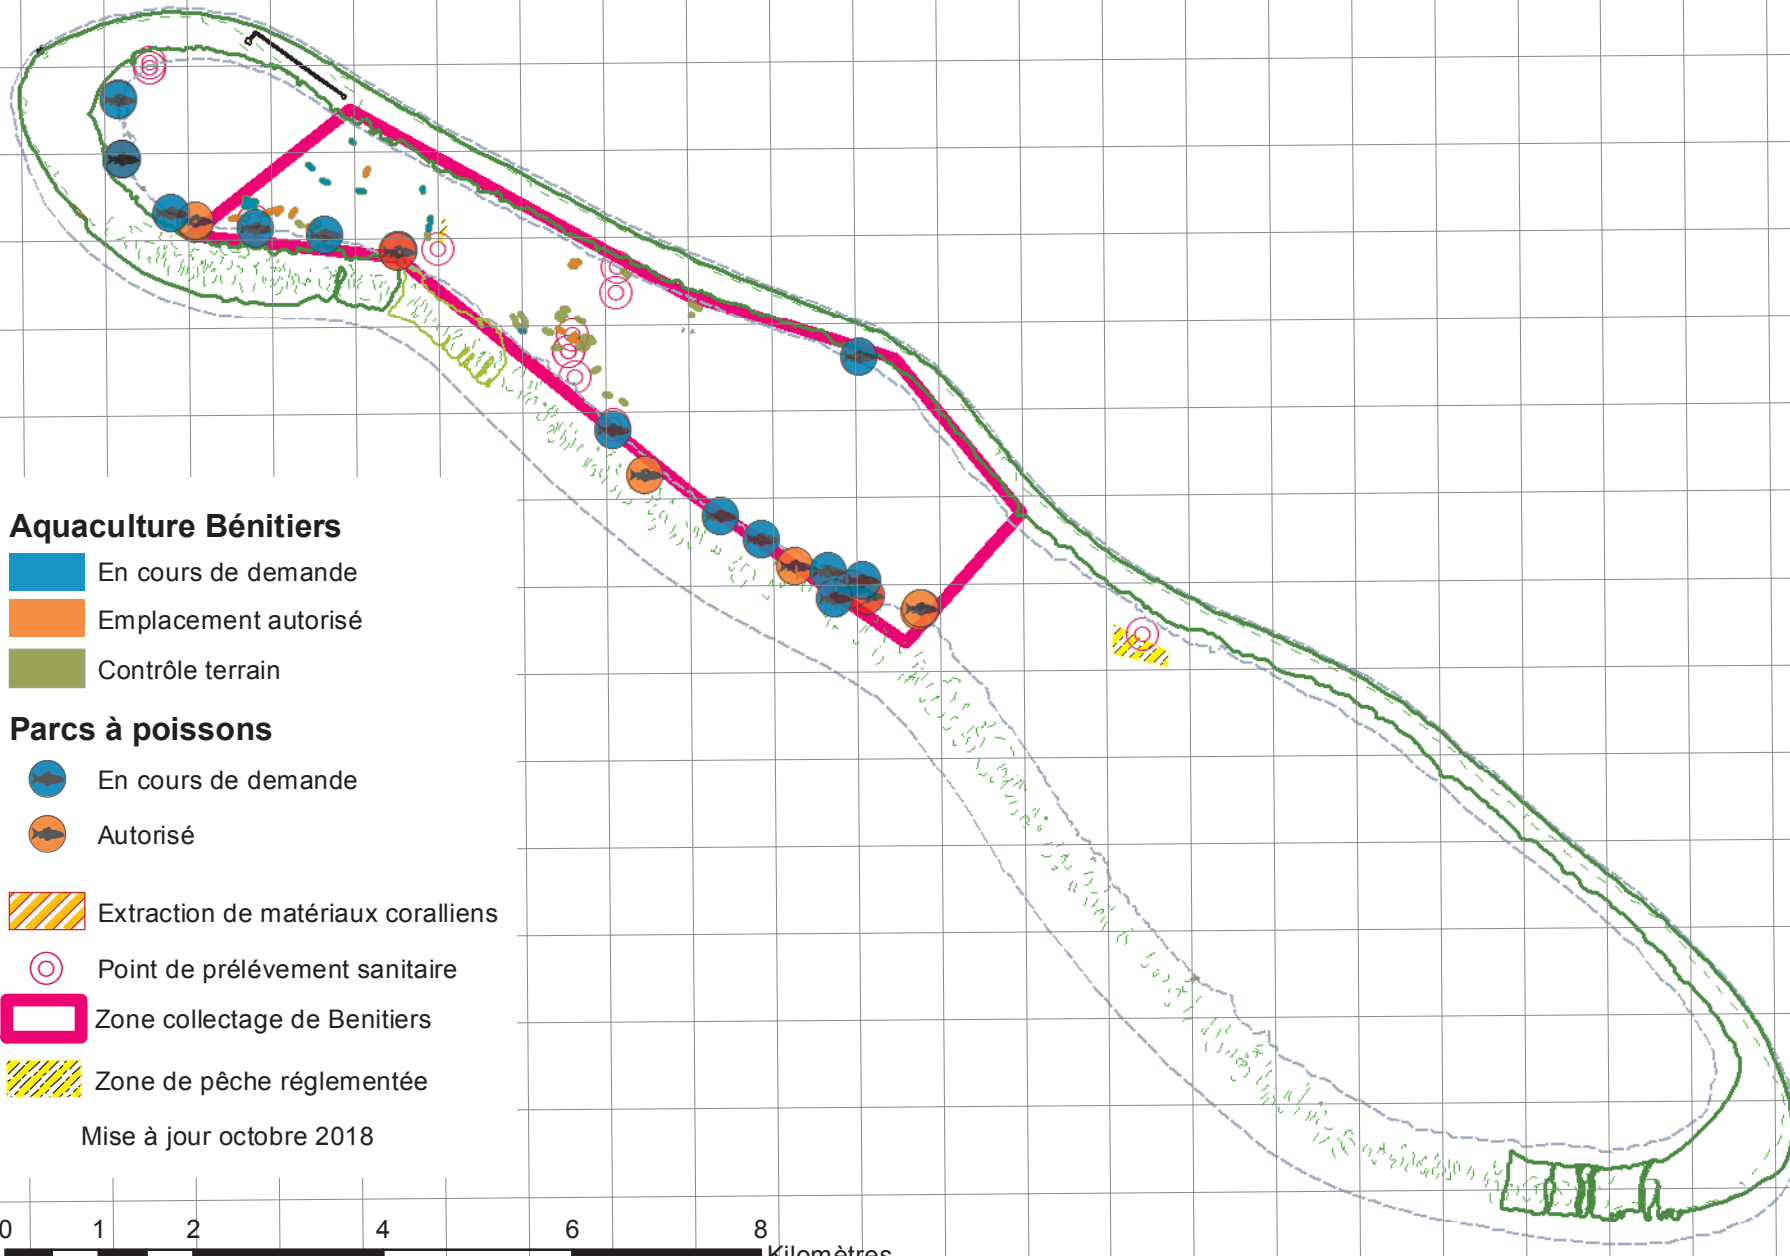 Aquaculture Bénitiers
En cours de demande
Emplacement autorisé
Contrôle terrain
Parcs à poissons
En cours de demande
Autorisé
Extraction de matériaux coralliens
Point de prélévement sanitaire
Zone collectage de Benitiers
Zone de pêche réglementée
Mise à jour octobre 2018
0 1 2 4 6 8
Kilomètres